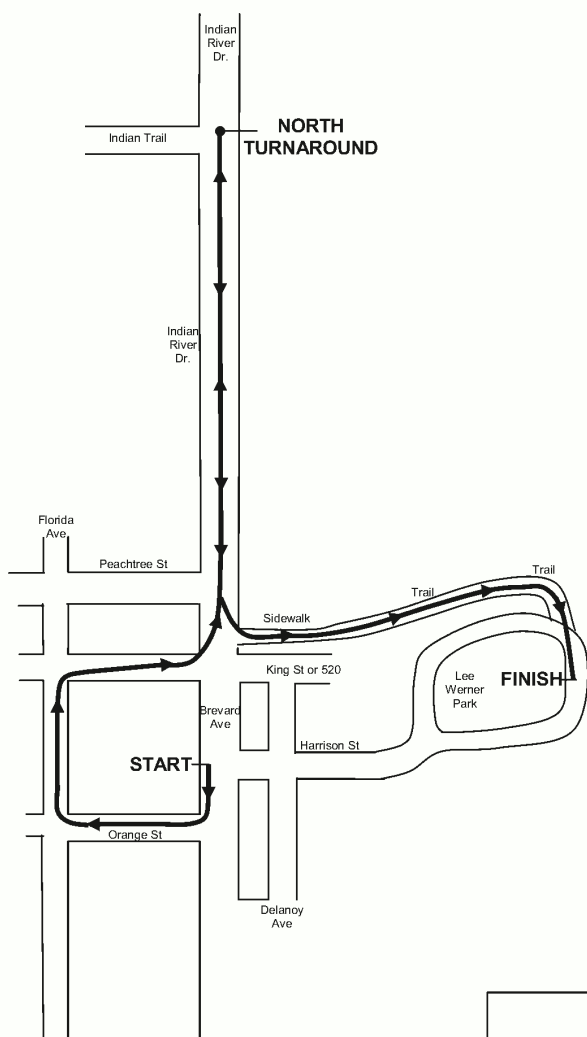 Indian
River
Dr.
NORTH
TURNAROUND
Indian Trail
Indian
River
Dr.
Florida
Ave
Peachtree St
Trail
Trail
Sidewalk
King St or 520
Lee
Werner
Park
FINISH
Brevard
Ave
Harrison St
START
Orange St
Delanoy
Ave